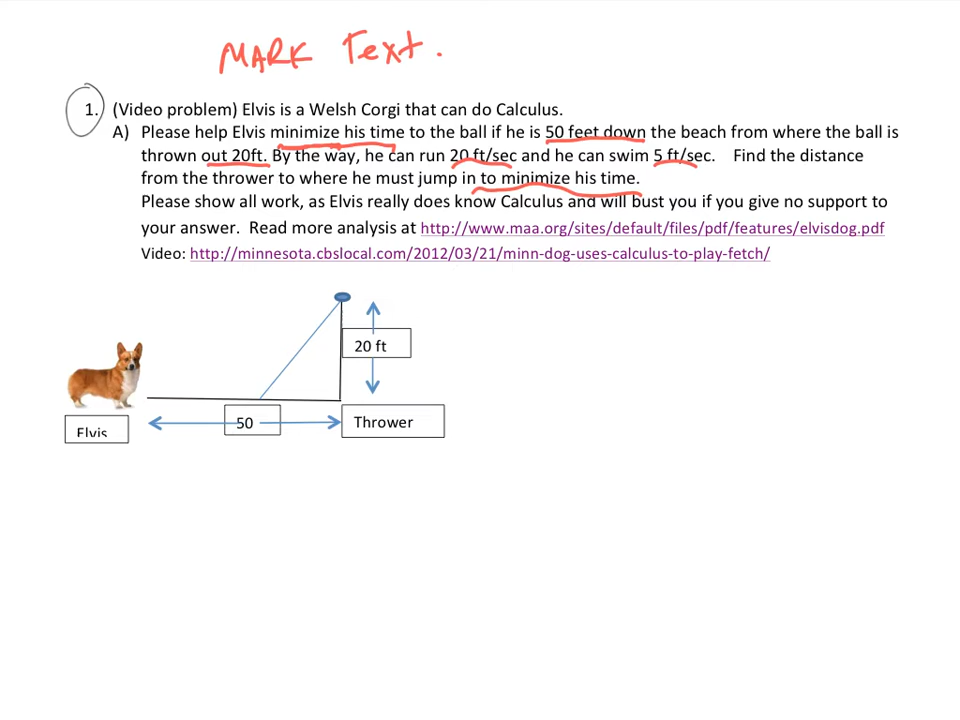 MARK Text.
1. (Video problem) Elvis is a Welsh Corgi that can do Calculus.
A) Please help Elvis minimize his time to the ball if he is 50 feet down the beach from where the ball is
thrown out 20ft. By the way, he can run 20 ft/sec and he can swim 5 ft/sec. Find the distance
from the thrower to where he must jump in to minimize his time.
Please show all work, as Elvis really does know Calculus and will bust you if you give no support to
your answer. Read more analysis at http://www.maa.org/sites/default/files/pdf/features/elvisdog.pdf
Video: http://minnesota.cbslocal.com/2012/03/21/minn-dog-uses-calculus-to-play-fetch/
20 ft
50
Thrower
Elvis